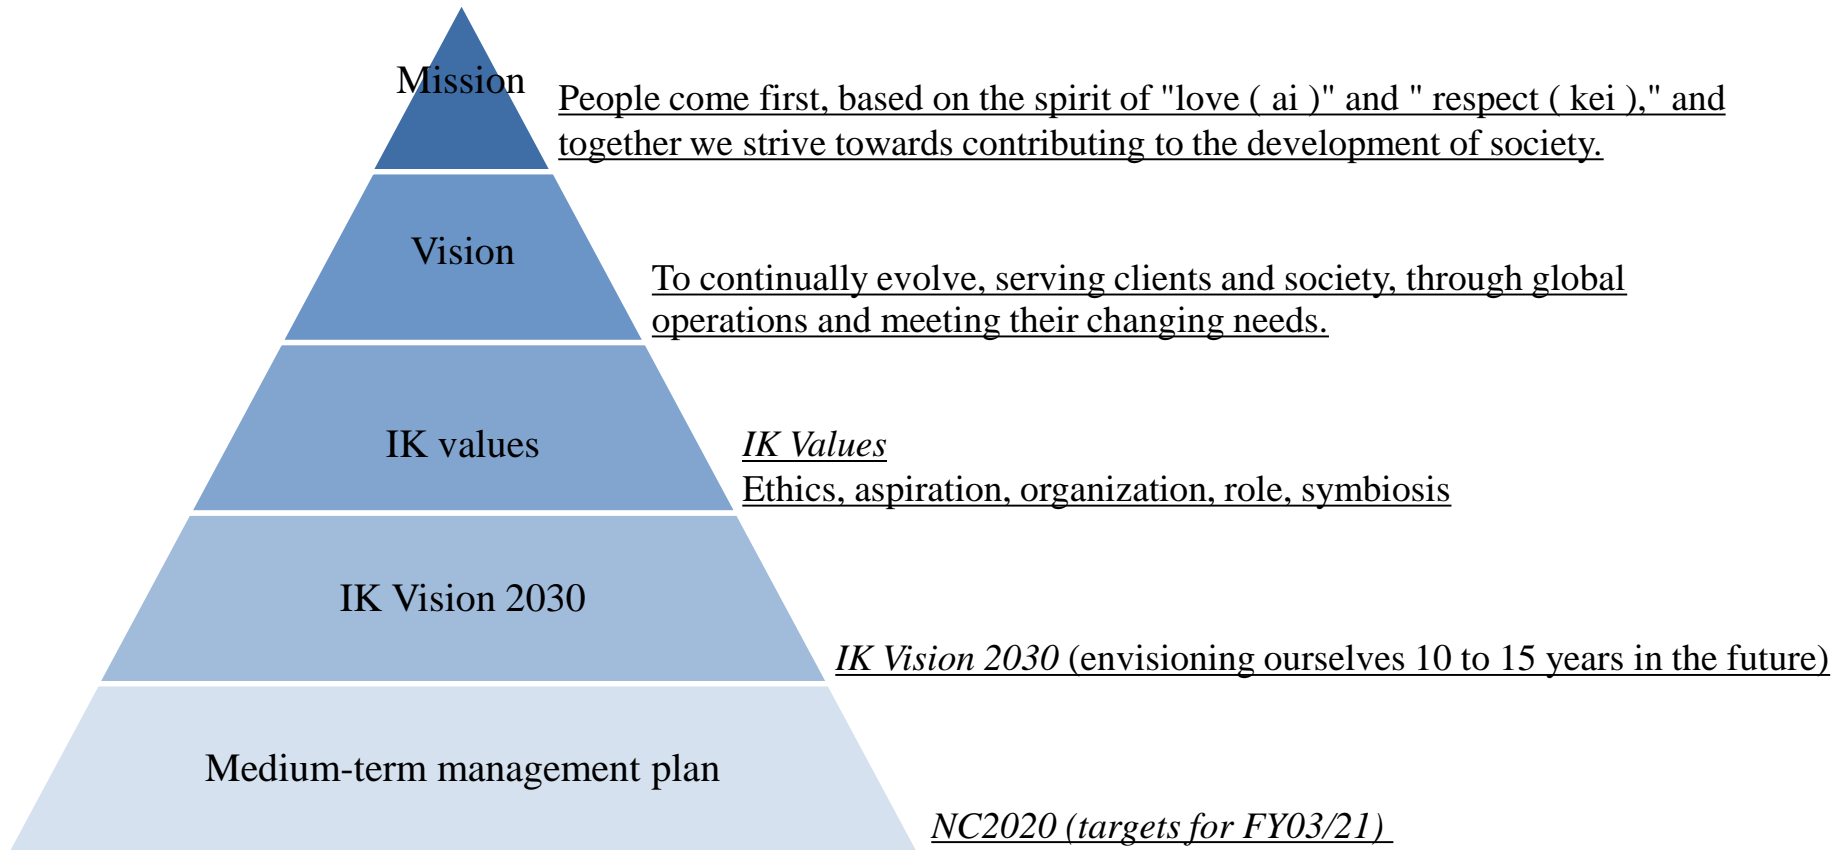 Mission
People come first, based on the spirit of "love ( ai )" and " respect ( kei )," and
together we strive towards contributing to the development of society.
Vision
To continually evolve, serving clients and society, through global
operations and meeting their changing needs.
IK values
IK Values
Ethics, aspiration, organization, role, symbiosis
IK Vision 2030
IK Vision 2030 (envisioning ourselves 10 to 15 years in the future)
Medium-term management plan
NC2020 (targets for FY03/21)